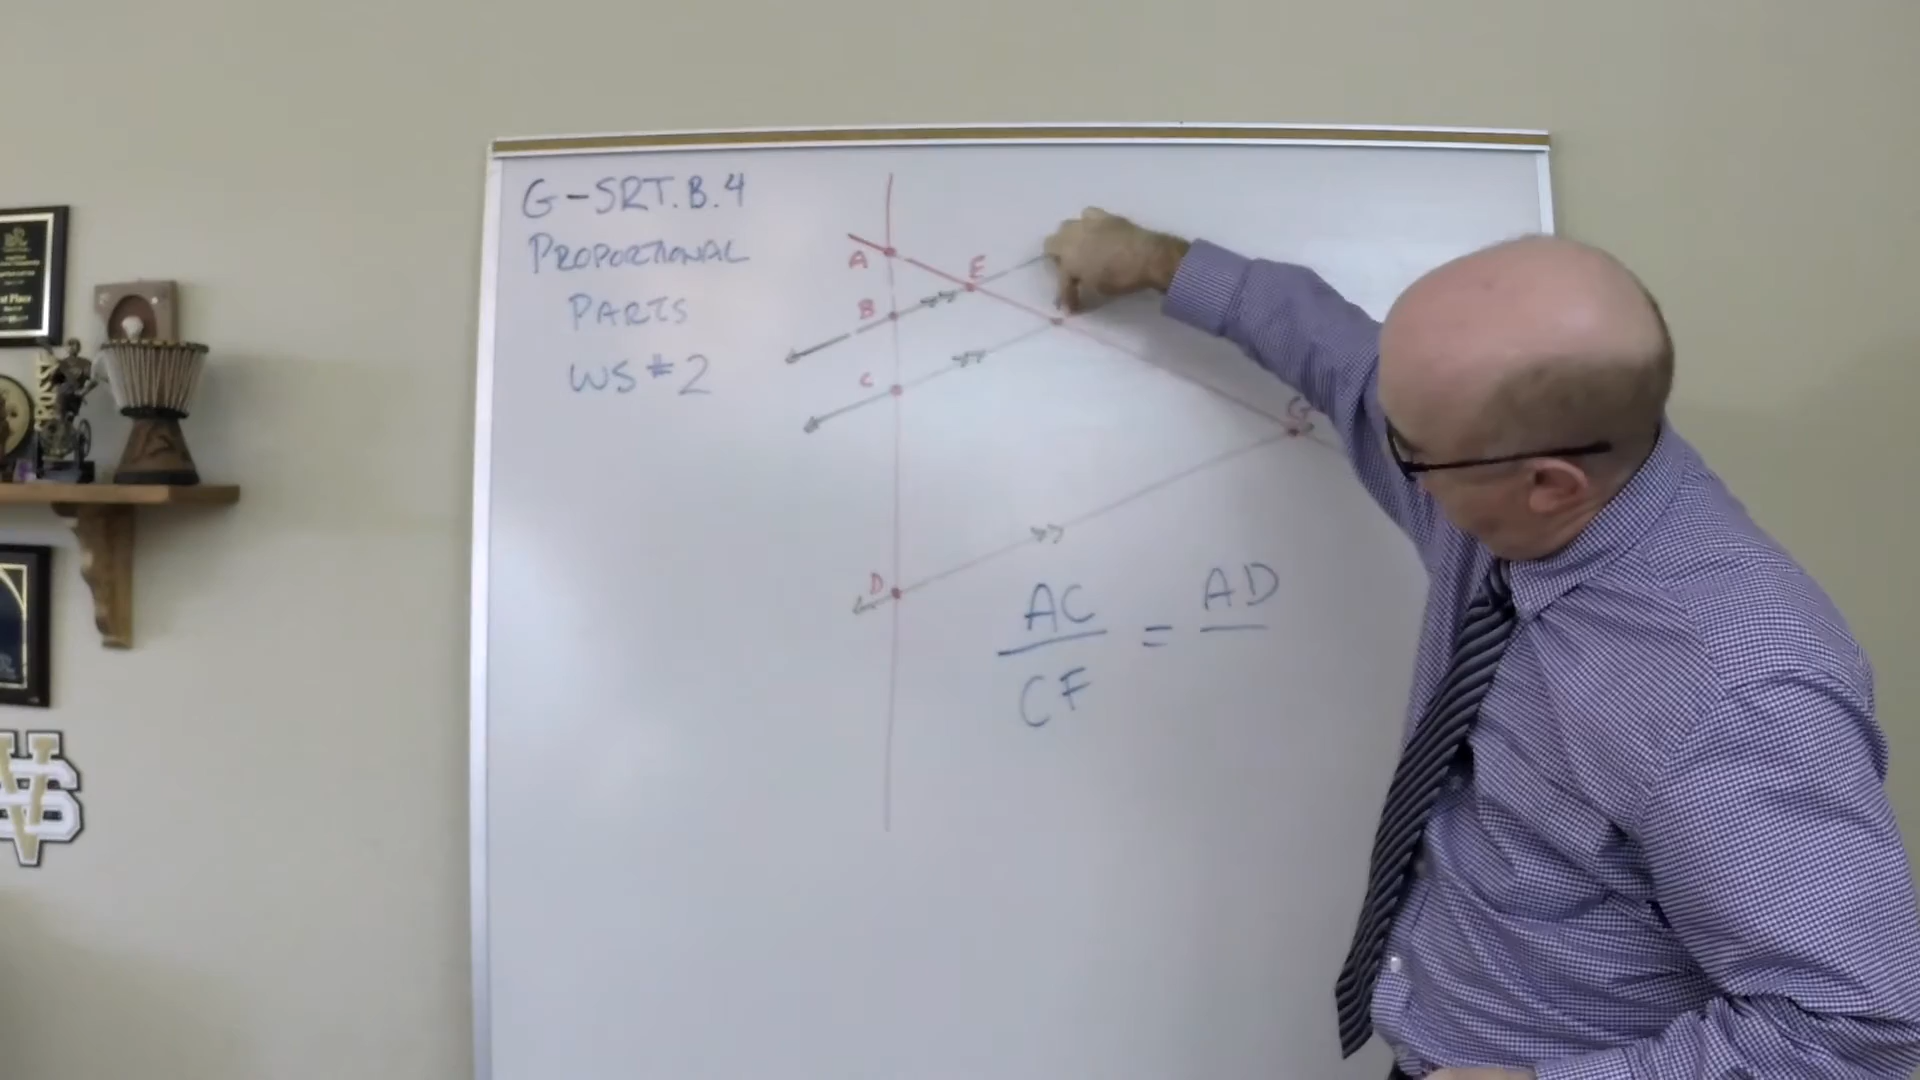 G-SRT.B.4
PROPORTIONAL
PARTS
WS #2
A
E
B
C
G
D
AC
CF
=
AD